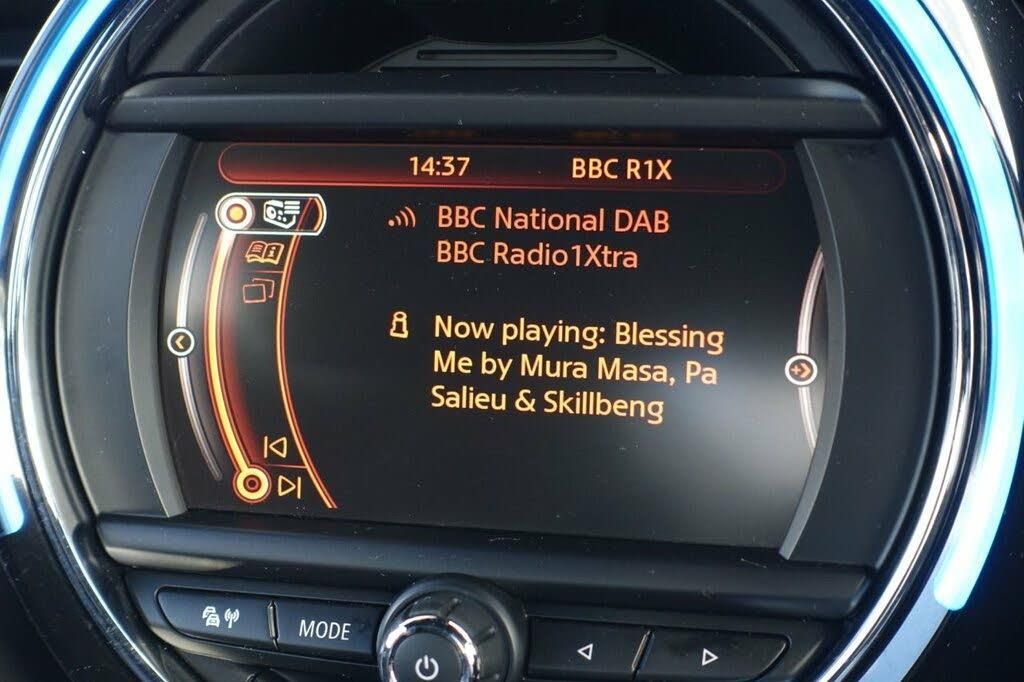 14:37 BBC R1X
BBC National DAB
BBC Radio1Xtra
Now playing: Blessing
Me by Mura Masa, Pa
Salieu & Skillbeng
MODE